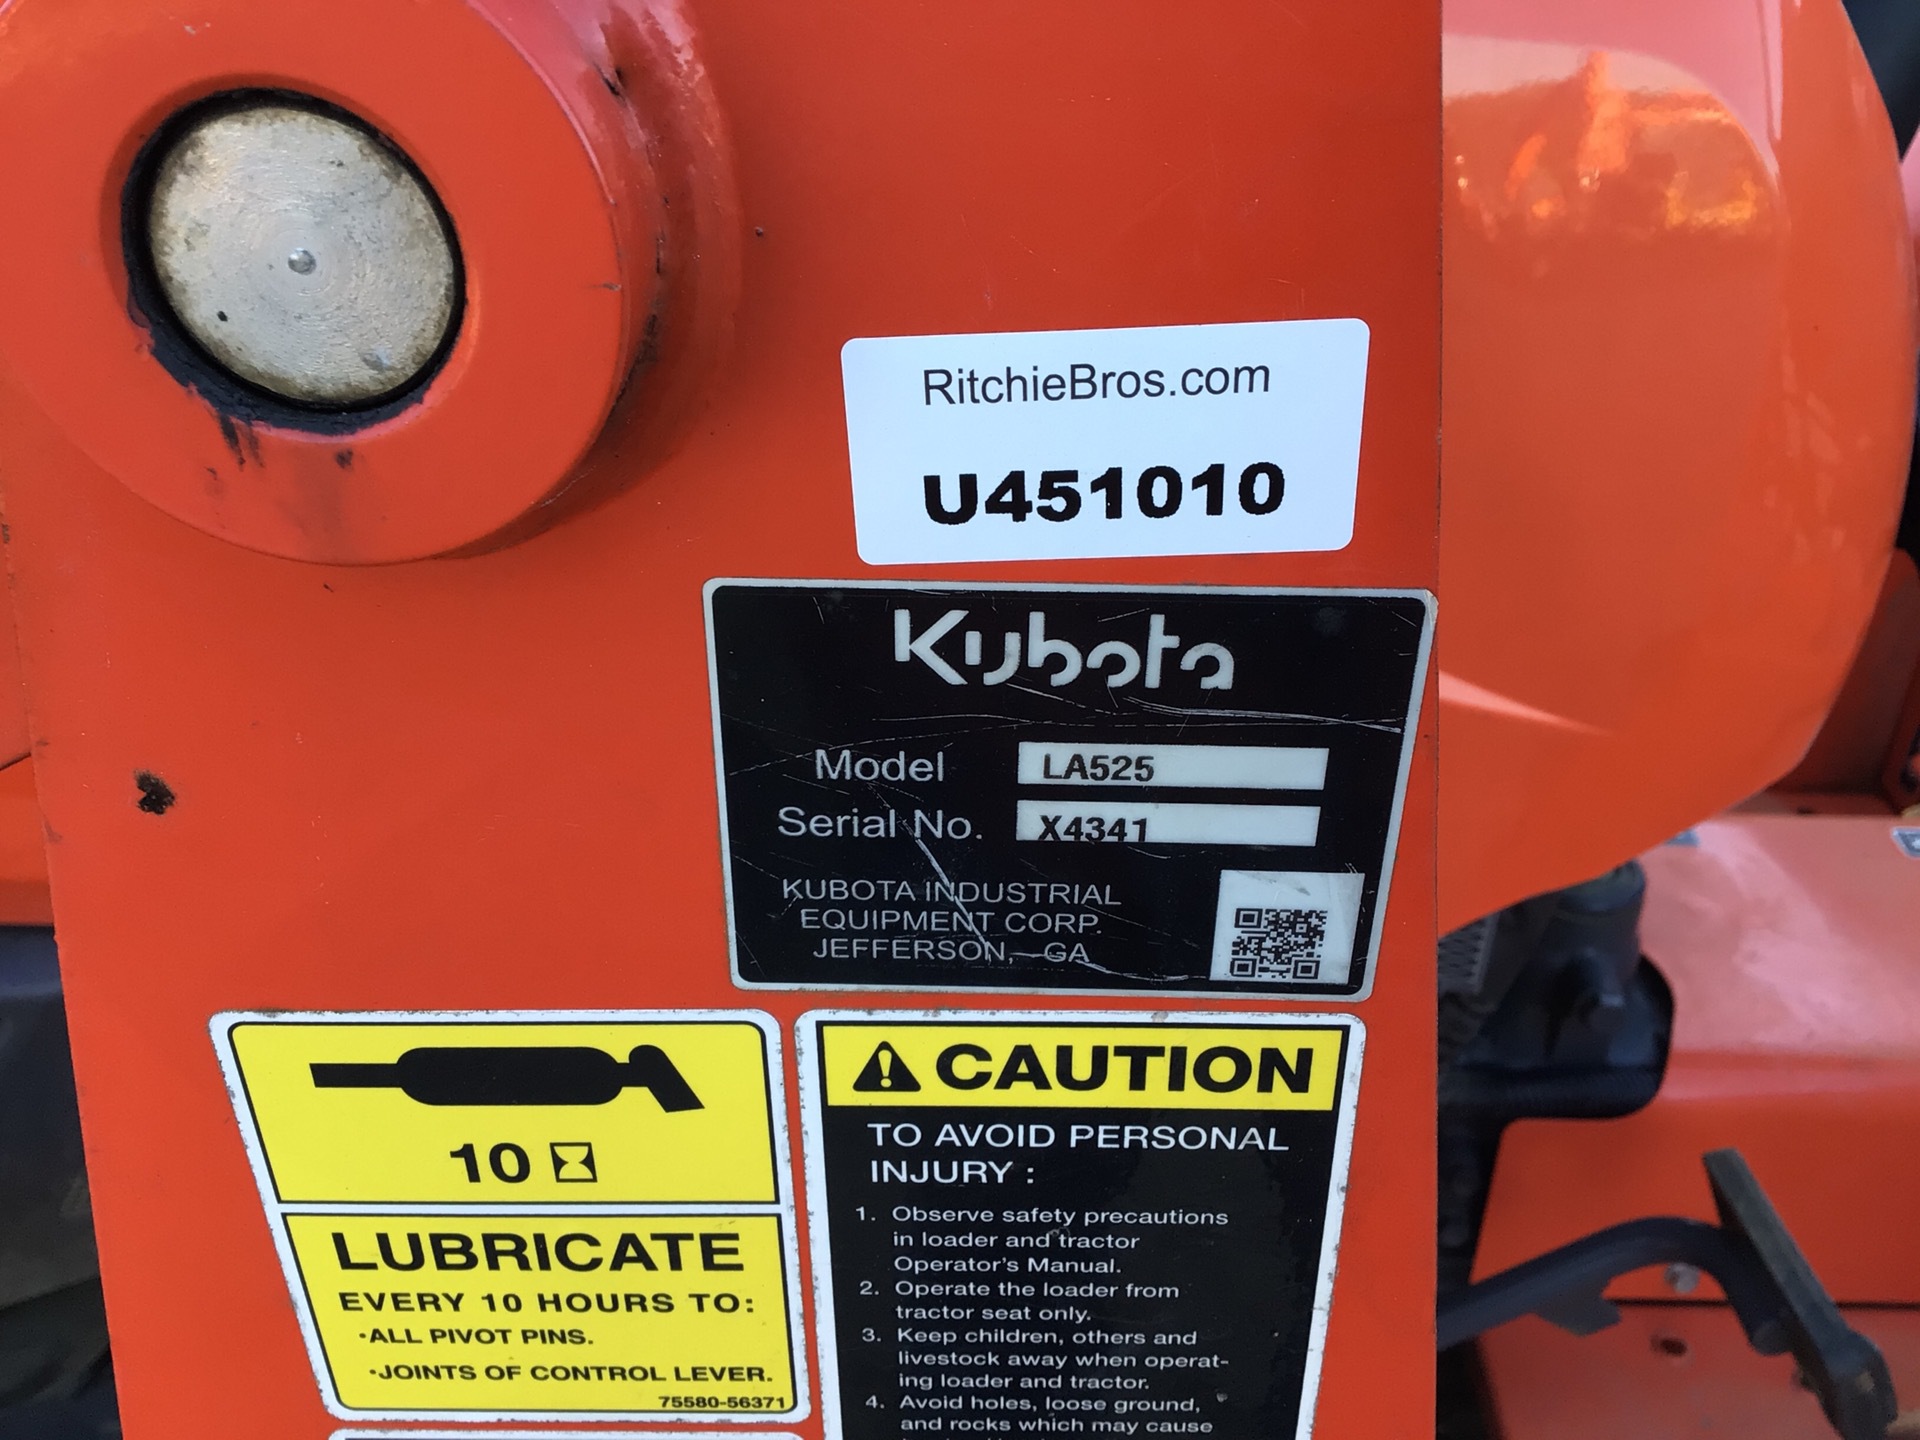 RitchieBros.com
U451010
Kubota
Model LA525
Serial No. X4341
KUBOTA INDUSTRIAL
EQUIPMENT CORP.
JEFFERSON, GA
10
LUBRICATE
EVERY 10 HOURS TO:
•ALL PIVOT PINS.
•JOINTS OF CONTROL LEVER.
75580-56371
CAUTION
TO AVOID PERSONAL
INJURY :
1. Observe safety precautions
in loader and tractor
Operator's Manual.
2. Operate the loader from
tractor seat only.
3. Keep children, others and
livestock away when operat-
ing loader and tractor.
4. Avoid holes, loose ground,
and rocks which may cause